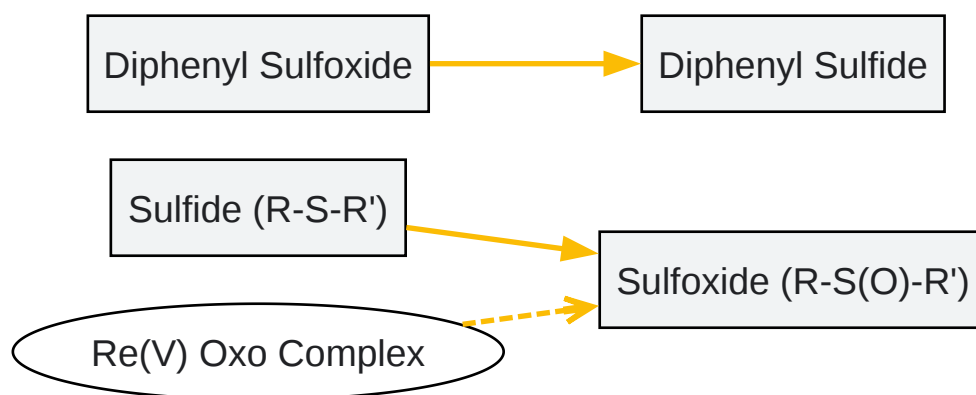 Diphenyl Sulfoxide
Diphenyl Sulfide
Sulfide (R-S-R')
Sulfoxide (R-S(O)-R')
Re(V) Oxo Complex